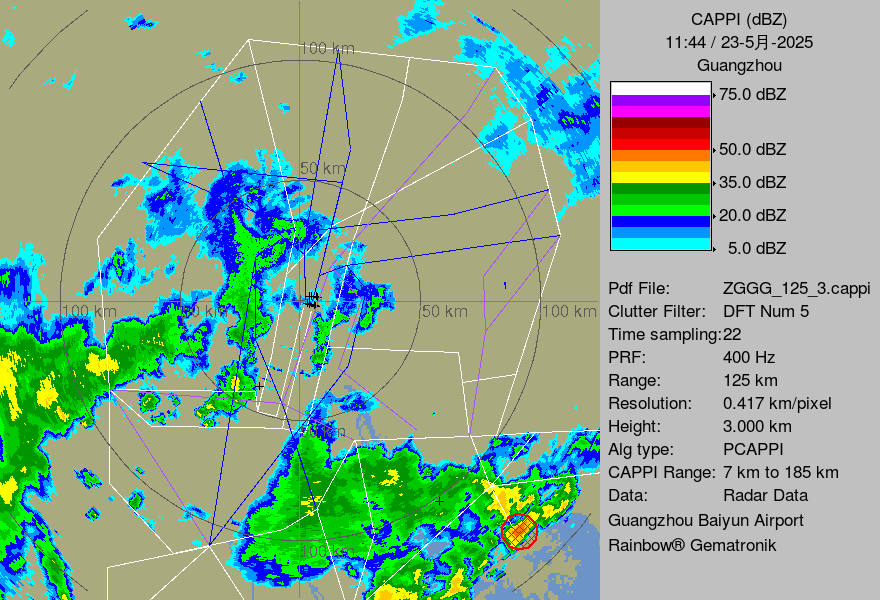 CAPPI (dBZ)
11:44 / 23-5月-2025
Guangzhou
75.0 dBZ
50.0 dBZ
35.0 dBZ
20.0 dBZ
5.0 dBZ
Pdf File: ZGGG_125_3.cappi
Clutter Filter: DFT Num 5
Time sampling: 22
PRF: 400 Hz
Range: 125 km
Resolution: 0.417 km/pixel
Height: 3.000 km
Alg type: PCAPPI
CAPPI Range: 7 km to 185 km
Data: Radar Data
Guangzhou Baiyun Airport
Rainbow® Gematronik
100 km
50 km
100 km
50 km
50 km
100 km
km
100 km